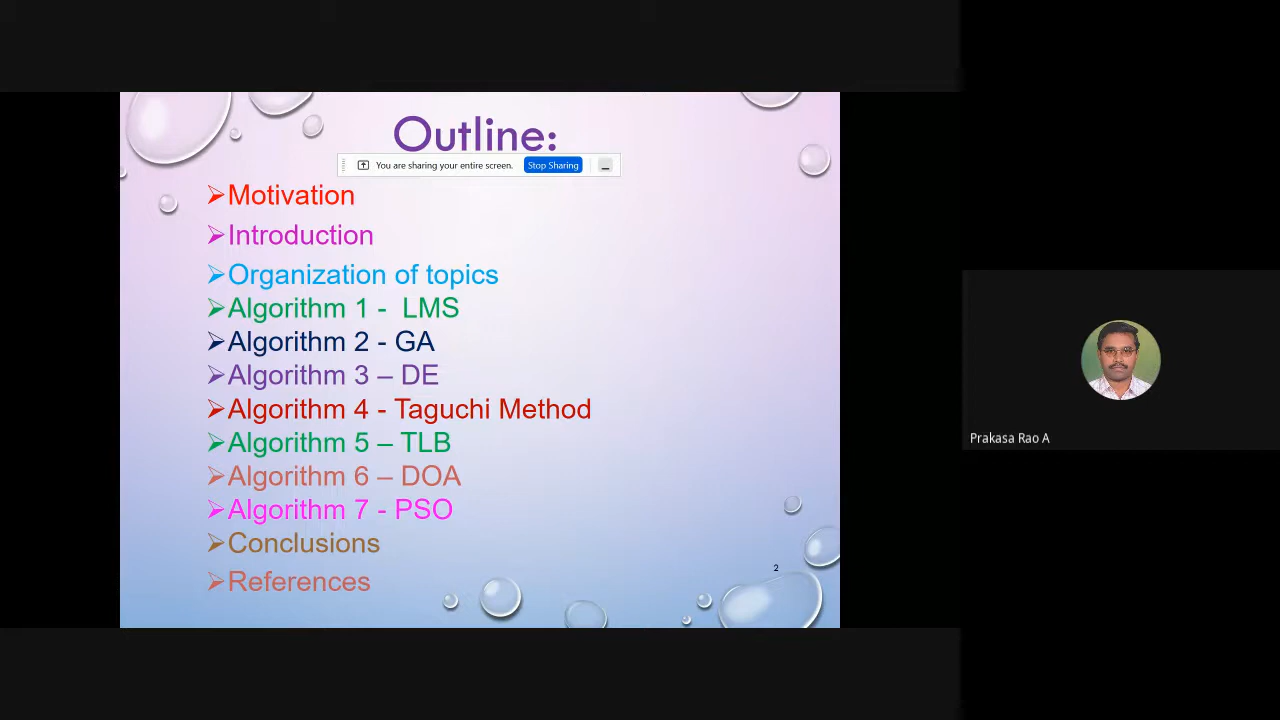 Outline:
You are sharing your entire screen. Stop Sharing
➢Motivation
➢Introduction
➢Organization of topics
➢Algorithm 1 - LMS
➢Algorithm 2 - GA
➢Algorithm 3 – DE
➢Algorithm 4 - Taguchi Method
➢Algorithm 5 – TLB
➢Algorithm 6 – DOA
➢Algorithm 7 - PSO
➢Conclusions
➢References
2
Prakasa Rao A